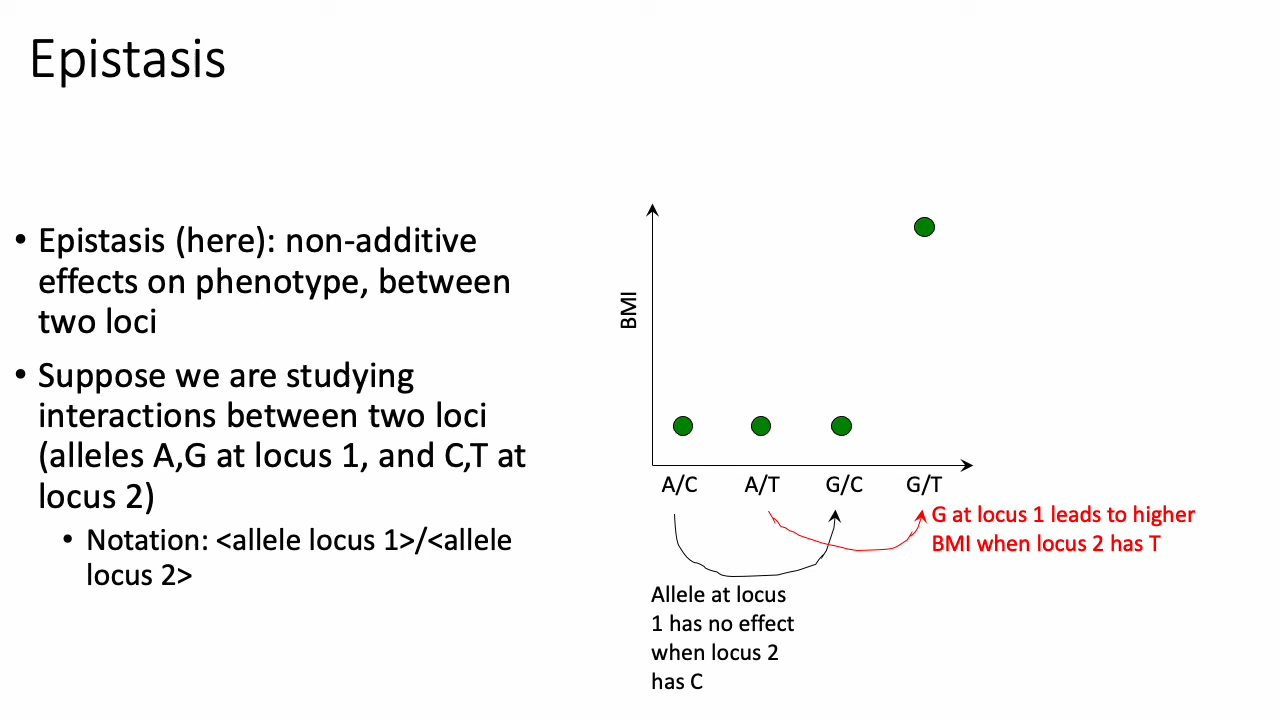 Epistasis
• Epistasis (here): non-additive
effects on phenotype, between
two loci
• Suppose we are studying
interactions between two loci
(alleles A,G at locus 1, and C,T at
locus 2)
• Notation: <allele locus 1>/<allele
locus 2>
BMI
A/C A/T G/C G/T
G at locus 1 leads to higher
BMI when locus 2 has T
Allele at locus
1 has no effect
when locus 2
has C